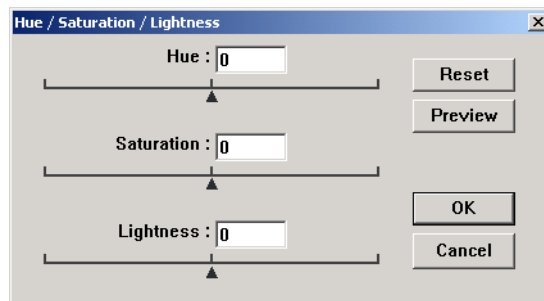 Hue / Saturation / Lightness
Hue : 0
Reset
Preview
Saturation : 0
Lightness : 0
OK
Cancel